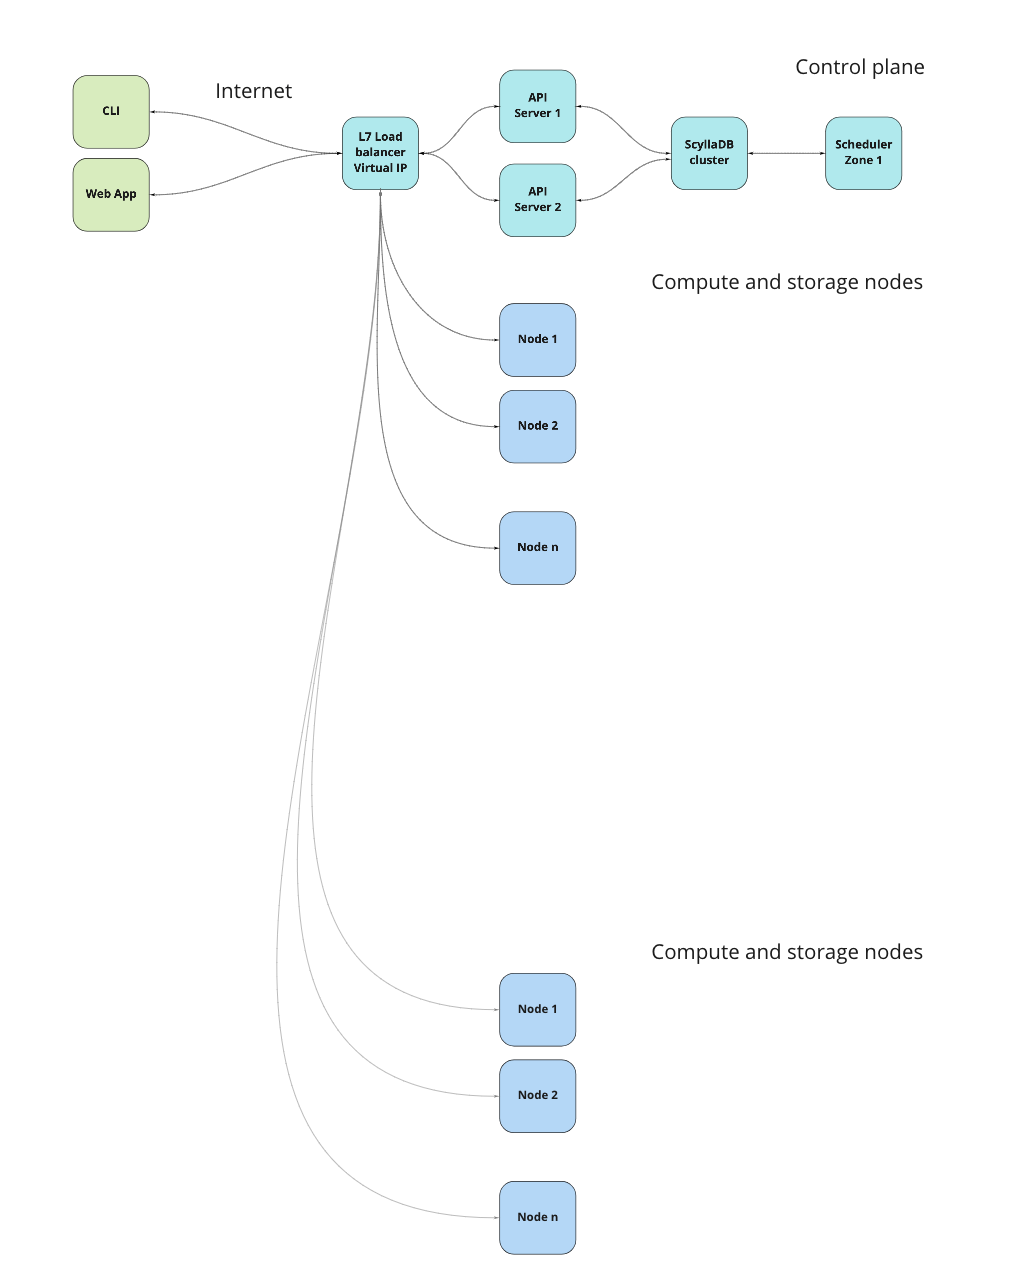 Control plane
Internet
CLI
Web App
L7 Load
balancer
Virtual IP
API
Server 1
API
Server 2
ScyllaDB
cluster
Scheduler
Zone 1
Compute and storage nodes
Node 1
Node 2
Node n
Compute and storage nodes
Node 1
Node 2
Node n